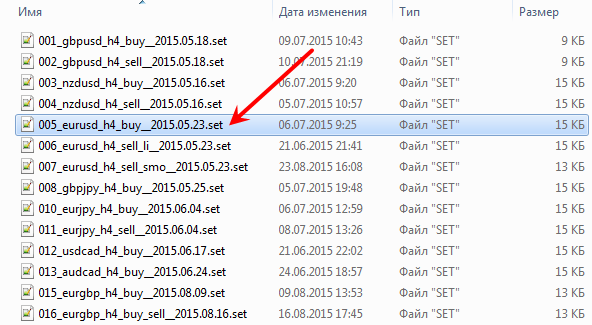 Имя Дата изменения Тип Размер
001_gbpusd_h4_buy__2015.05.18.set 09.07.2015 10:43 Файл "SET" 9 КБ
002_gbpusd_h4_sell__2015.05.18.set 10.07.2015 21:19 Файл "SET" 9 КБ
003_nzdusd_h4_buy__2015.05.16.set 06.07.2015 9:20 Файл "SET" 15 КБ
004_nzdusd_h4_sell__2015.05.16.set 05.07.2015 10:57 Файл "SET" 15 КБ
005_eurusd_h4_buy__2015.05.23.set 06.07.2015 9:25 Файл "SET" 15 КБ
006_eurusd_h4_sell_li__2015.05.23.set 21.06.2015 21:41 Файл "SET" 15 КБ
007_eurusd_h4_sell_smo__2015.05.23.set 23.08.2015 16:08 Файл "SET" 13 КБ
008_gbpjpy_h4_buy__2015.05.25.set 05.07.2015 19:48 Файл "SET" 15 КБ
010_eurjpy_h4_buy__2015.06.04.set 06.07.2015 12:59 Файл "SET" 15 КБ
011_eurjpy_h4_sell__2015.06.04.set 08.07.2015 13:26 Файл "SET" 15 КБ
012_usdcad_h4_buy__2015.06.17.set 21.06.2015 22:02 Файл "SET" 15 КБ
013_audcad_h4_buy__2015.06.24.set 24.06.2015 18:57 Файл "SET" 15 КБ
015_eurgbp_h4_buy__2015.08.09.set 09.08.2015 13:53 Файл "SET" 13 КБ
016_eurgbp_h4_buy_sell__2015.08.16.set 16.08.2015 17:45 Файл "SET" 13 КБ